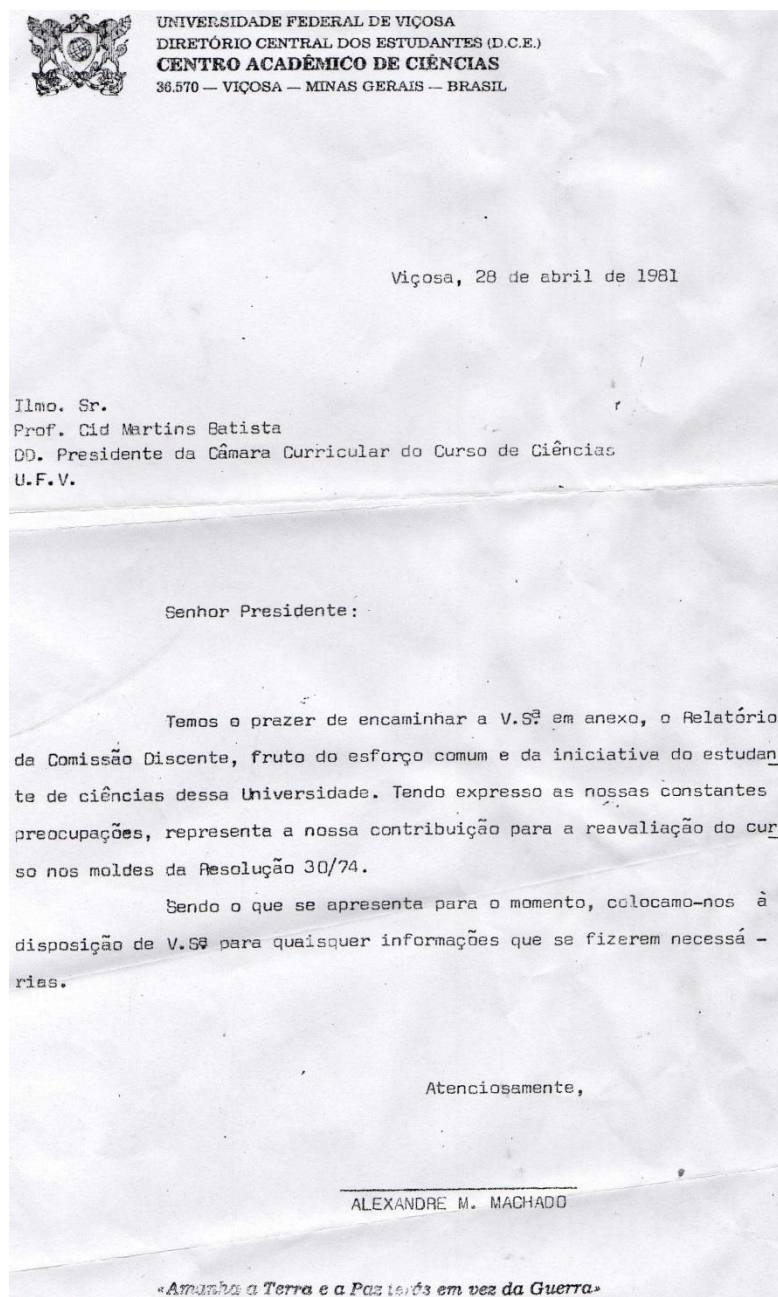 UNIVERSIDADE FEDERAL DE VIÇOSA
DIRETÓRIO CENTRAL DOS ESTUDANTES (D.C.E.)
CENTRO ACADÊMICO DE CIÊNCIAS
36.570 — VIÇOSA — MINAS GERAIS — BRASIL
Viçosa, 28 de abril de 1981
Ilmo. Sr.
Prof. Cid Martins Batista
DD. Presidente da Câmara Curricular do Curso de Ciências
U.F.V.
Senhor Presidente:
Temos o prazer de encaminhar a V.Sª em anexo, o Relatório
da Comissão Discente, fruto do esforço comum e da iniciativa do estudan
te de ciências dessa Universidade. Tendo expresso as nossas constantes
preocupações, representa a nossa contribuição para a reavaliação do cur
so nos moldes da Resolução 30/74.
Sendo o que se apresenta para o momento, colocamo-nos à
disposição de V.Sª para quaisquer informações que se fizerem necessá -
rias.
Atenciosamente,
ALEXANDRE M. MACHADO
«Amanha a Terra e a Paz terás em vez da Guerra»